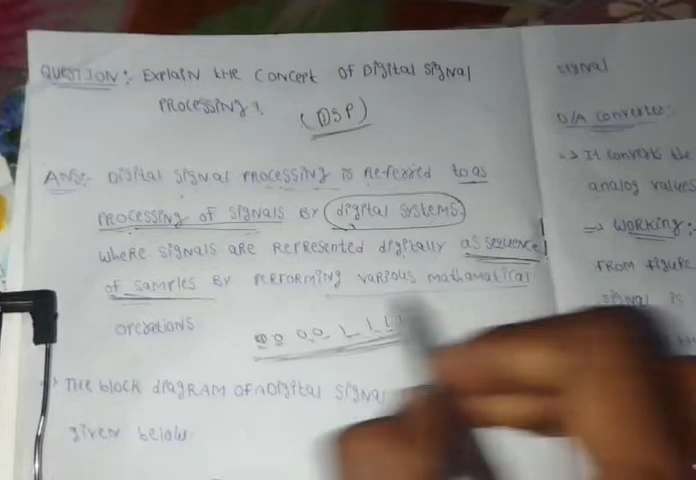 QUESTION:- EXPLAIN tHE CONCEPt OF DIgItal SIgNal
PROCESSINg?
(DSP)
ANS:- DIgItal SIgNal PROCESSINg IS REFERRED to as
PROCESSINg OF SIgNals BY digital systems
wHERE SIgNals ARE REPRESENtED digitally as sequence
of samples BY PERFORMINg VARIOUS mathamatical
OPERAtIONS
THE block dIagRAM OF A DIgItal SIgNal
given below
signal
D/A CONVERTER:-
=> It converts the
analog values
=> WORKINg:-
FROM figure
signal is